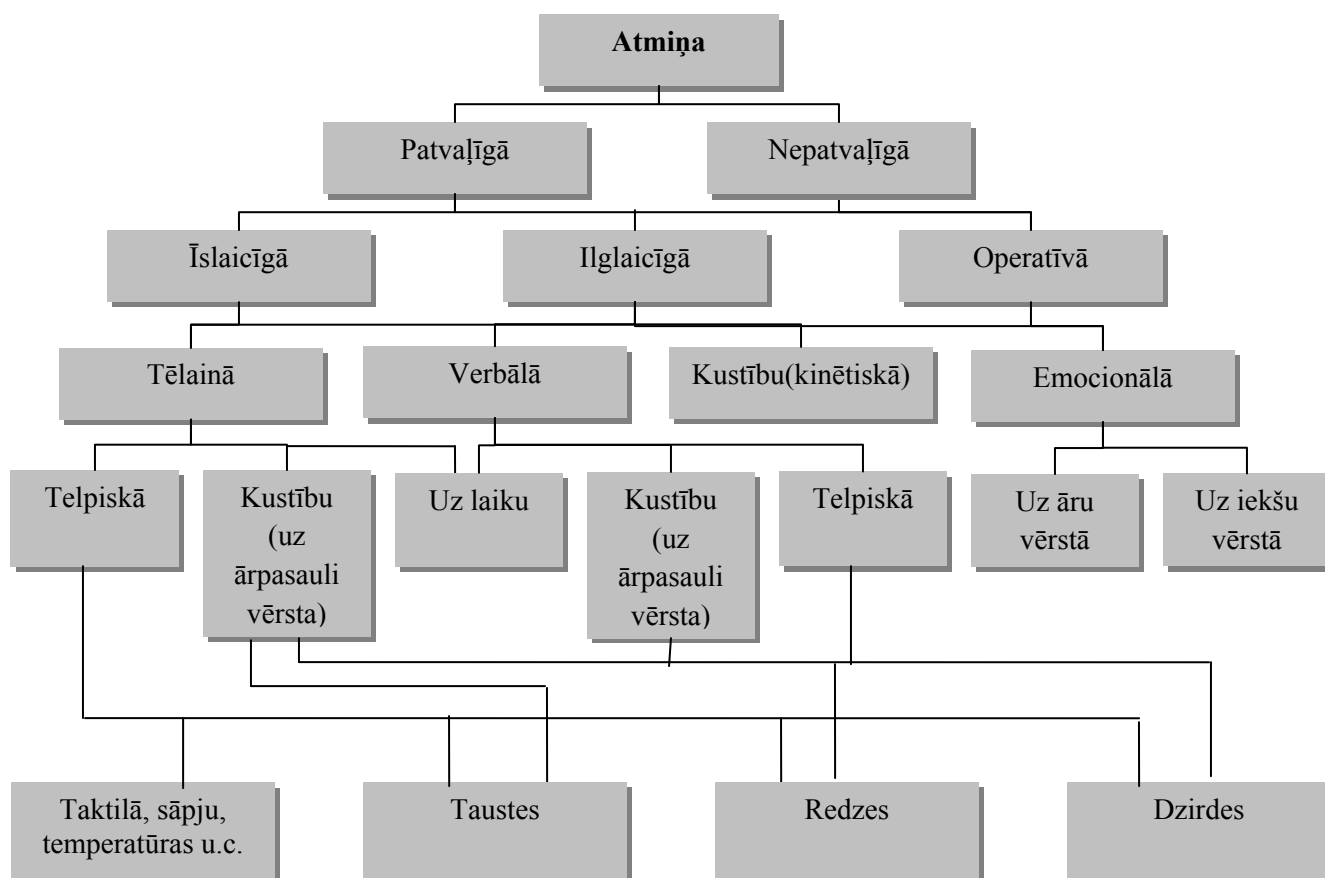 Atmiņa
Patvaļīgā
Nepatvaļīgā
Īslaicīgā
Ilglaicīgā
Operatīvā
Tēlainā
Verbālā
Kustību(kinētiskā)
Emocionālā
Telpiskā
Kustību
(uz
ārpasauli
vērsta)
Uz laiku
Kustību
(uz
ārpasauli
vērsta)
Telpiskā
Uz āru
vērstā
Uz iekšu
vērstā
Taktilā, sāpju,
temperatūras u.c.
Taustes
Redzes
Dzirdes